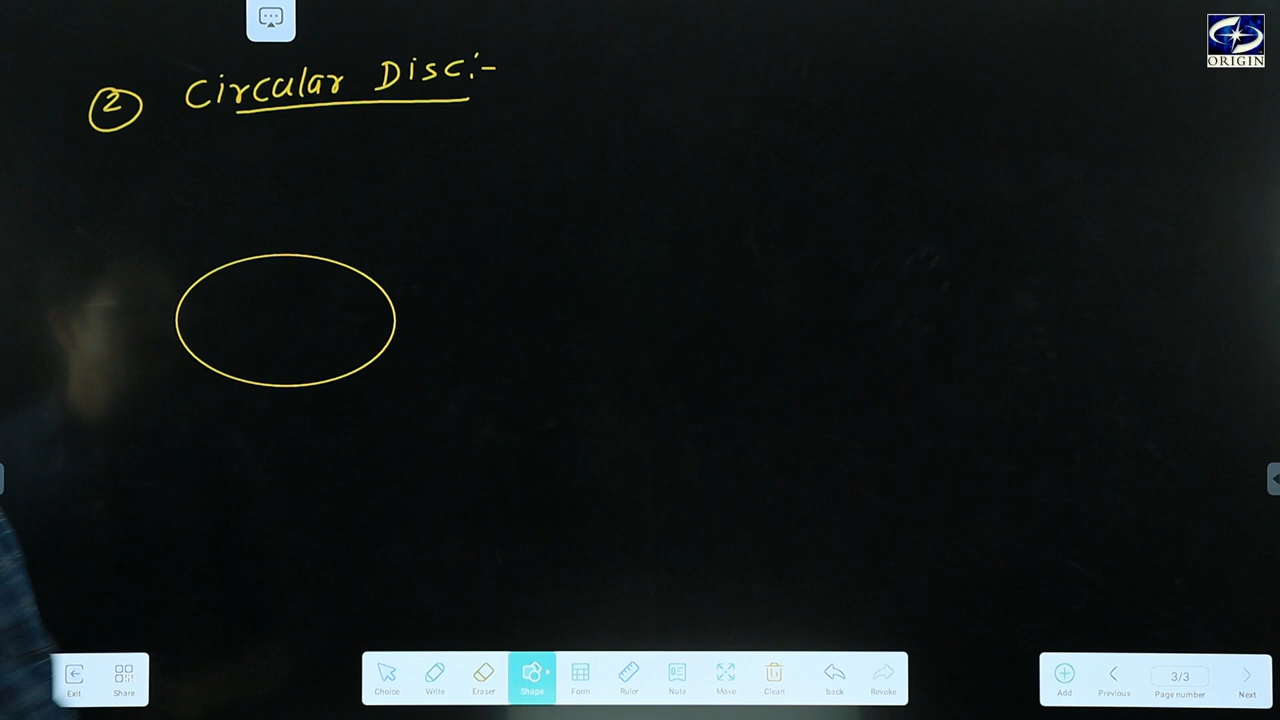 ORIGIN
② Circular Disc:-
Exit
Share
Choice
Write
Eraser
Shape
Form
Ruler
Note
Move
Clean
back
Revoke
Add
Previous
3/3
Page number
Next